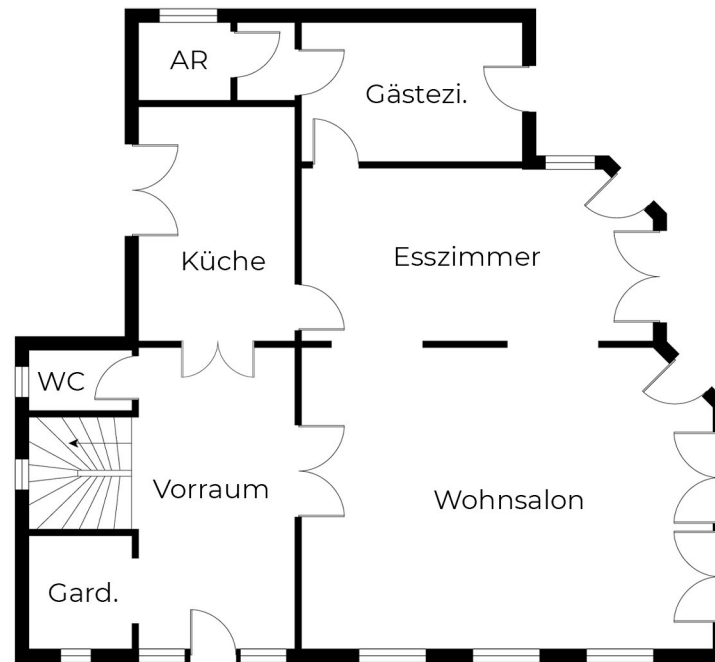 AR
Gästezi.
Küche
Esszimmer
WC
Vorraum
Wohnsalon
Gard.